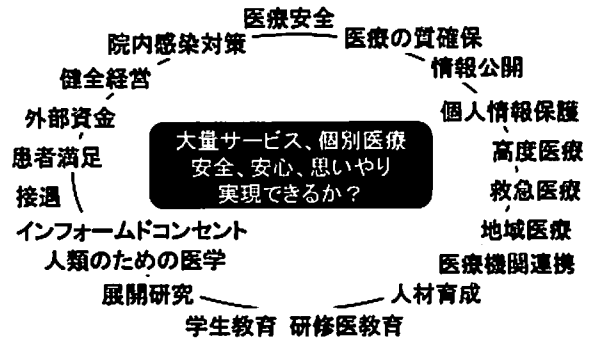 医療安全
医療の質確保
情報公開
個人情報保護
高度医療
救急医療
地域医療
医療機関連携
人材育成
研修医教育
学生教育
展開研究
人類のための医学
インフォームドコンセント
接遇
患者満足
外部資金
健全経営
院内感染対策
大量サービス、個別医療
安全、安心、思いやり
実現できるか?